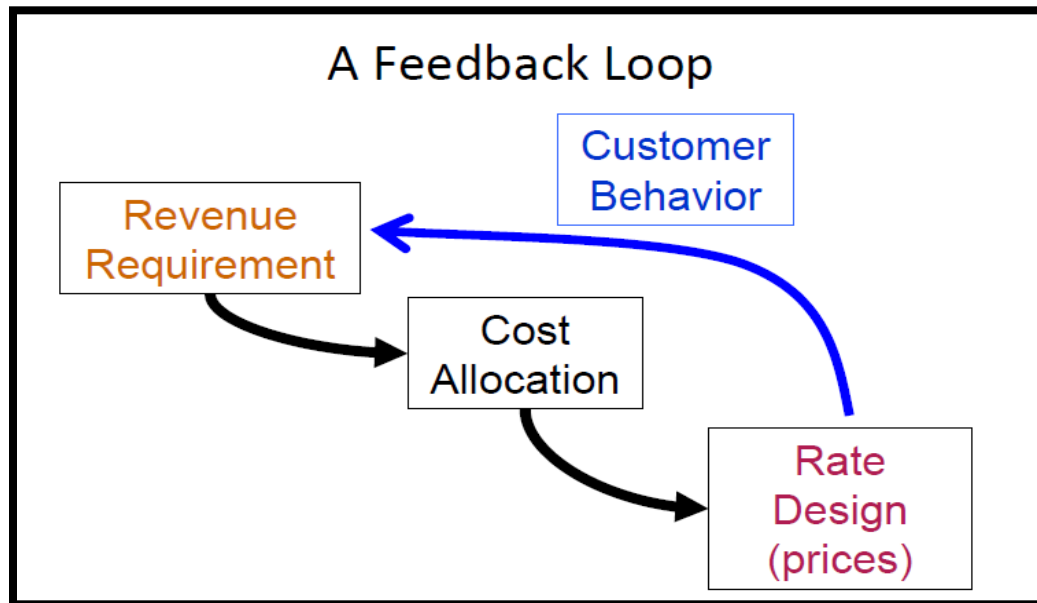 A Feedback Loop
Customer
Behavior
Revenue
Requirement
Cost
Allocation
Rate
Design
(prices)